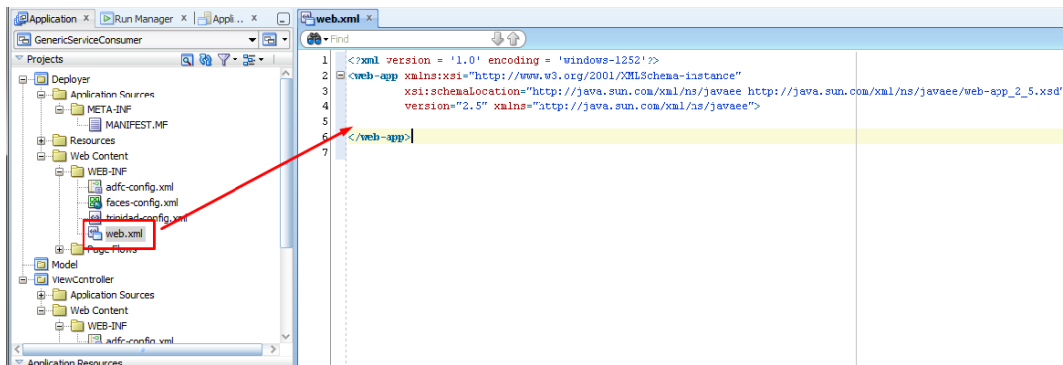 Application x Run Manager x Appli... x
web.xml x
GenericServiceConsumer
Find
Projects
Deployer
Application Sources
META-INF
MANIFEST.MF
Resources
Web Content
WEB-INF
adfc-config.xml
faces-config.xml
trinidad-config.xml
web.xml
Page Flows
Model
ViewController
Application Sources
Web Content
WEB-INF
adfc-config.xml
Application Resources
1 <?xml version = '1.0' encoding = 'windows-1252'?>
2 <web-app xmlns:xsi="http://www.w3.org/2001/XMLSchema-instance"
3 xsi:schemaLocation="http://java.sun.com/xml/ns/javaee http://java.sun.com/xml/ns/javaee/web-app_2_5.xsd"
4 version="2.5" xmlns="http://java.sun.com/xml/ns/javaee">
5
6 </web-app>
7